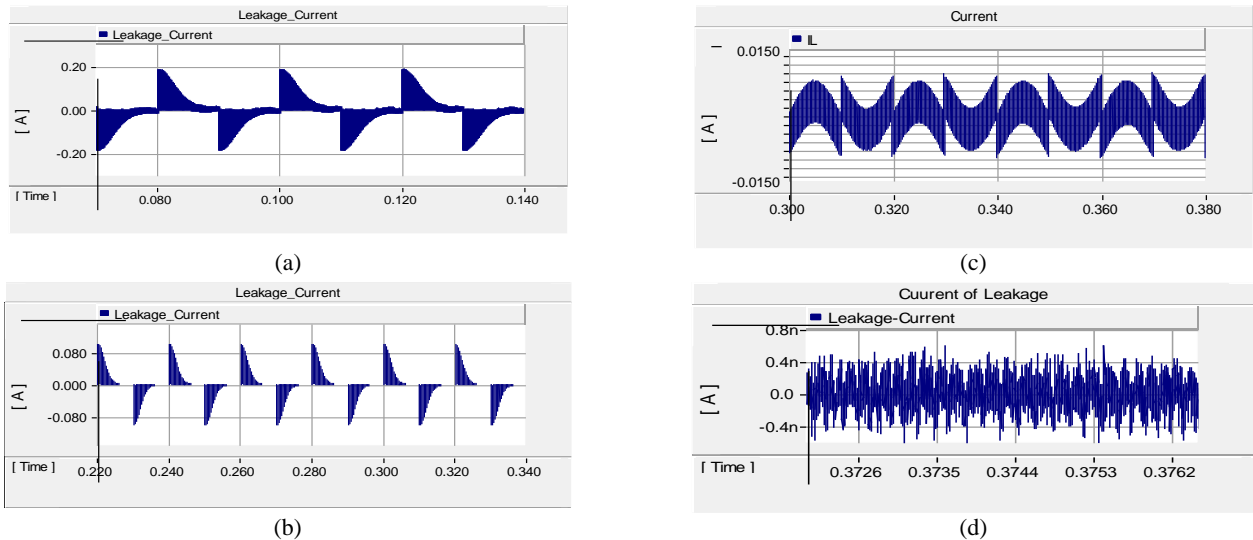 Leakage_Current
Leakage_Current
[ A ]
0.20
0.00
-0.20
[ Time ]
0.080
0.100
0.120
0.140
(a)
Leakage_Current
Leakage_Current
[ A ]
0.080
0.000
-0.080
[ Time ]
0.220
0.240
0.260
0.280
0.300
0.320
0.340
(b)
Current
IL
[ A ]
0.0150
-0.0150
0.300
0.320
0.340
0.360
0.380
(c)
Cuurent of Leakage
Leakage-Current
[ A ]
0.8n
0.4n
0.0
-0.4n
[ Time ]
0.3726
0.3735
0.3744
0.3753
0.3762
(d)